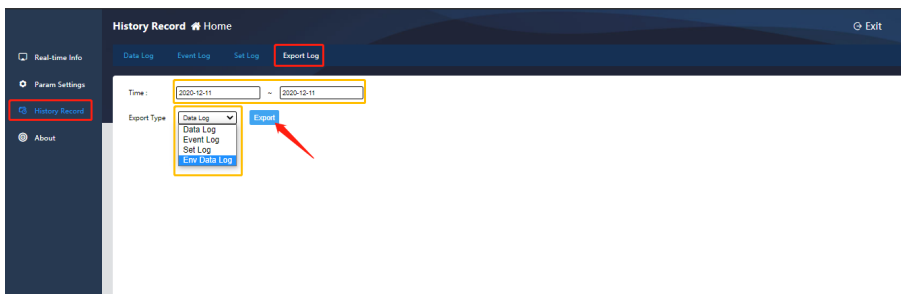 History Record Home
Exit
Real-time Info
Param Settings
History Record
About
Data Log Event Log Set Log Export Log
Time : 2020-12-11 ~ 2020-12-11
Export Type Data Log Export
Data Log
Event Log
Set Log
Env Data Log